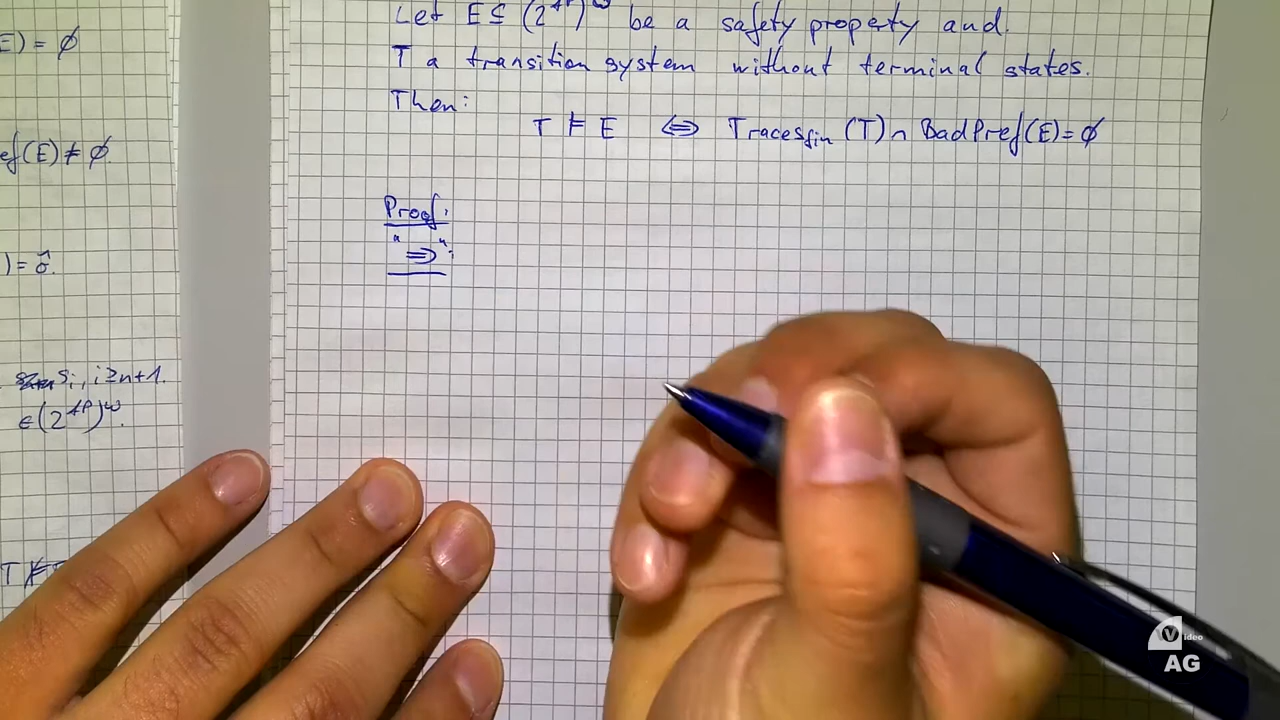 E) = ∅
ef(E) ≠ ∅
) = σ̂.
s_i, i ≥ n+1.
∈ (2^AP)^ω.
T ⊭
Let E ⊆ (2^AP)^ω be a safety property and
T a transition system without terminal states.
Then:
T ⊨ E ⇔ Traces_fin (T) ∩ BadPref(E) = ∅
Proof:
"⇒":
Video
AG